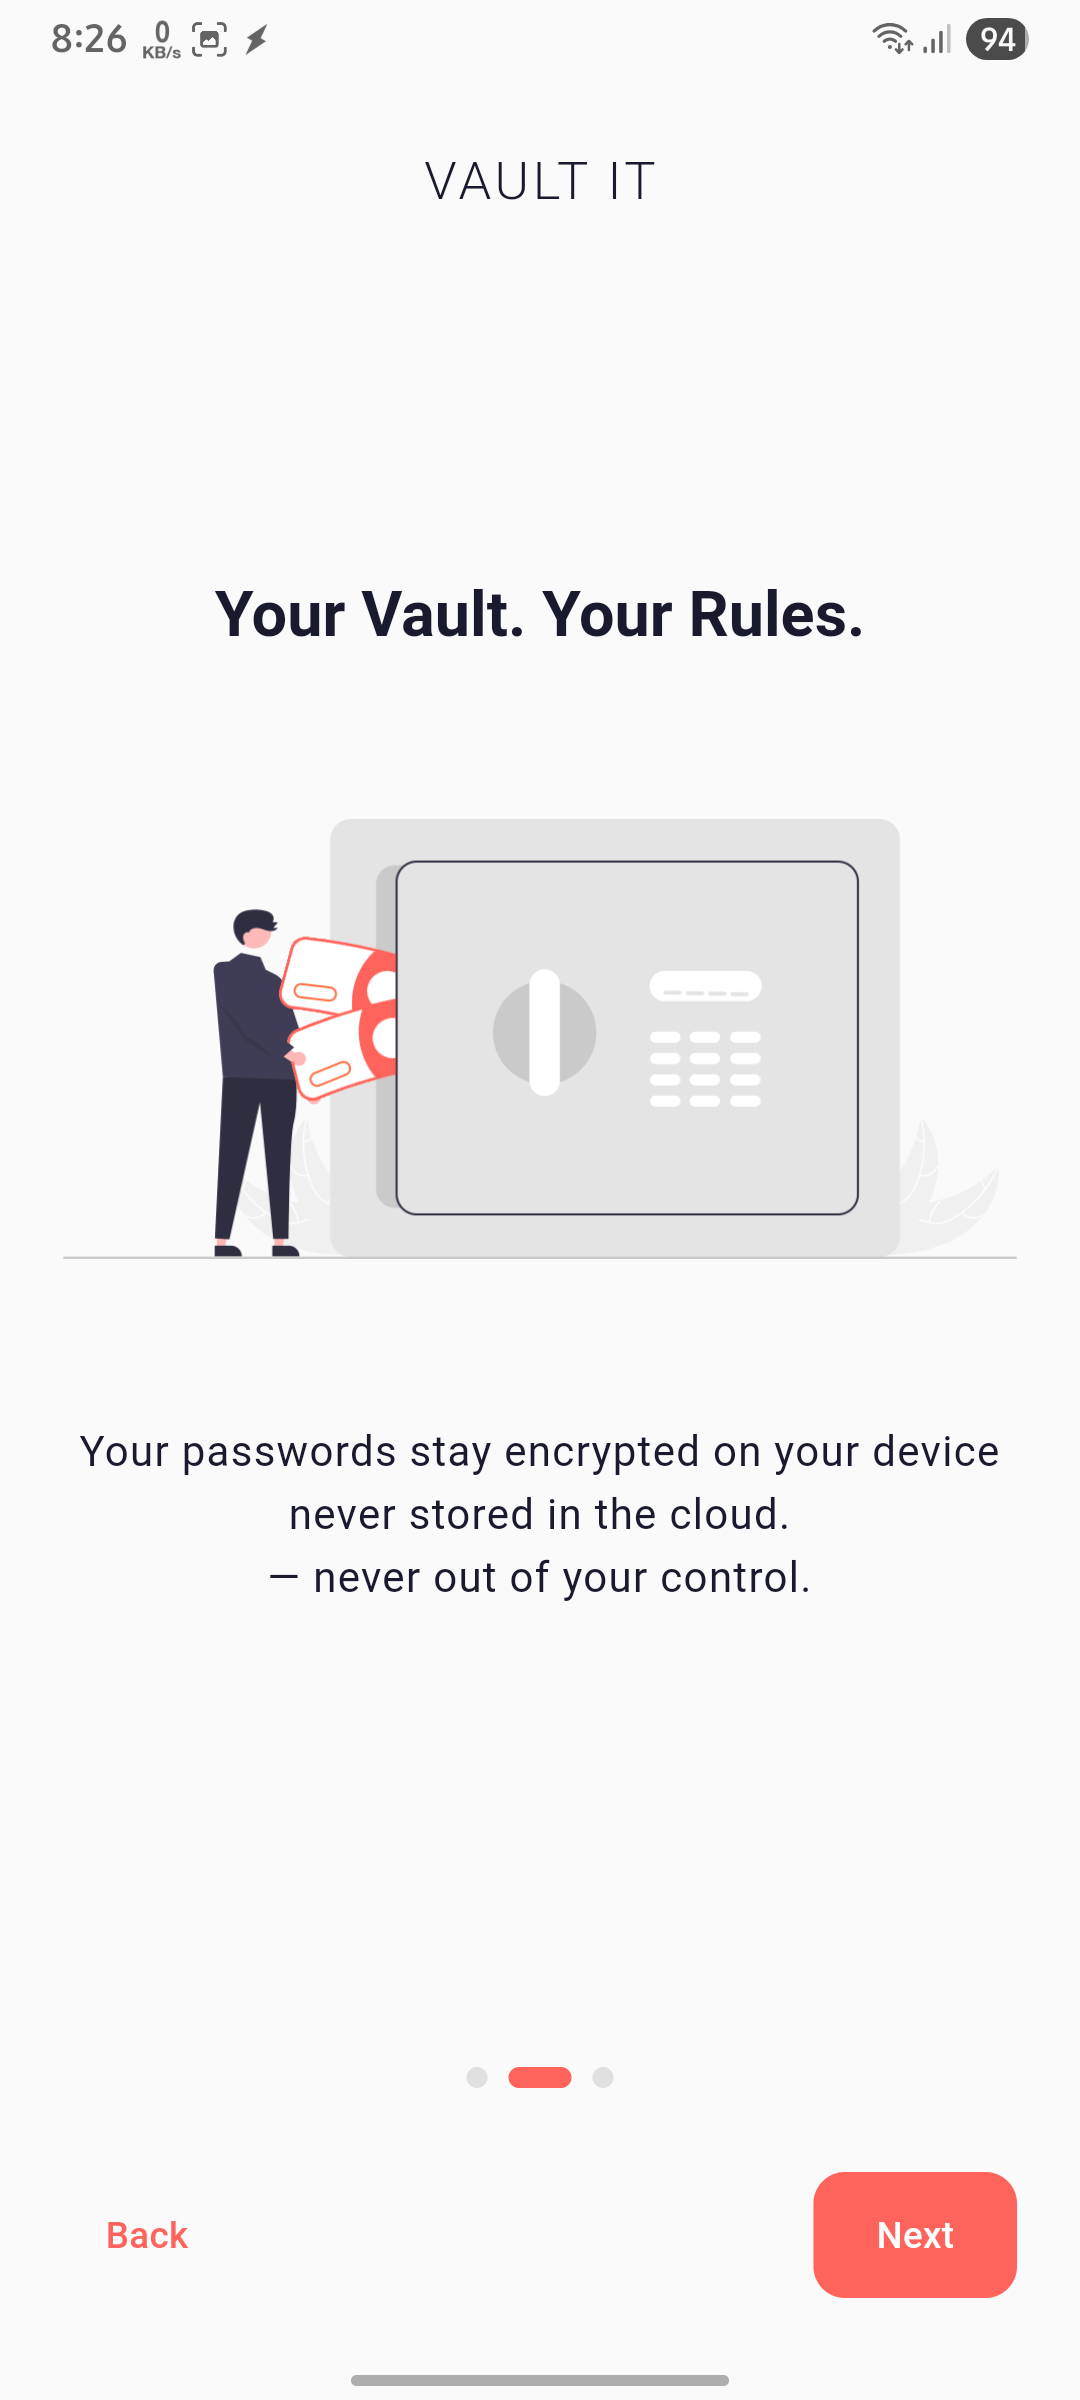 8:26 0 KB/s 94
VAULT IT
Your Vault. Your Rules.
Your passwords stay encrypted on your device
never stored in the cloud.
— never out of your control.
Back Next